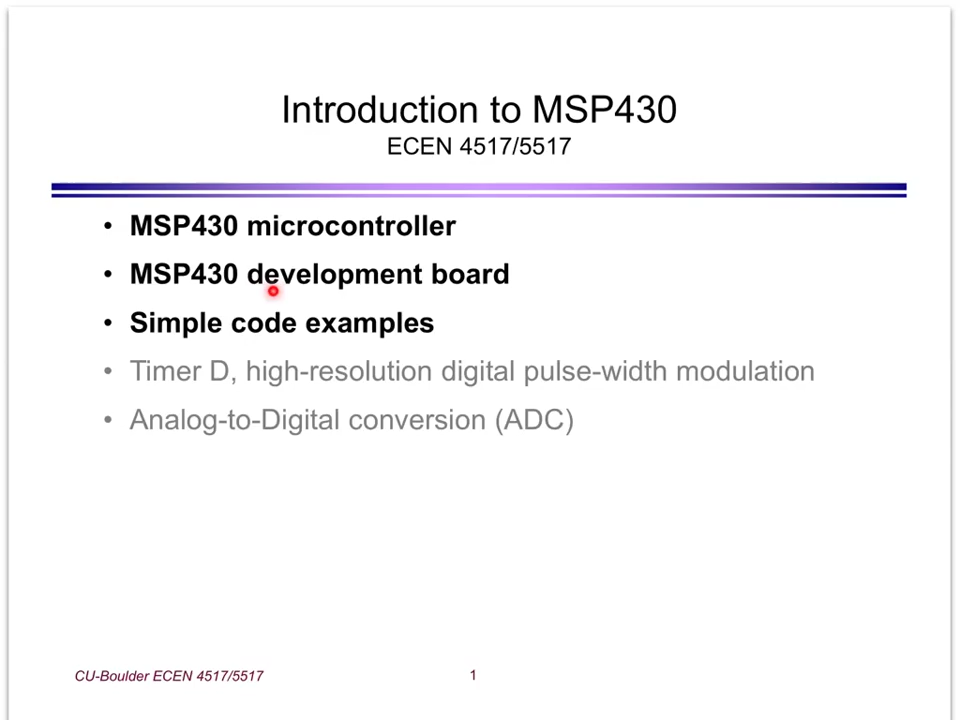 Introduction to MSP430
ECEN 4517/5517
• MSP430 microcontroller
• MSP430 development board
• Simple code examples
• Timer D, high-resolution digital pulse-width modulation
• Analog-to-Digital conversion (ADC)
CU-Boulder ECEN 4517/5517
1